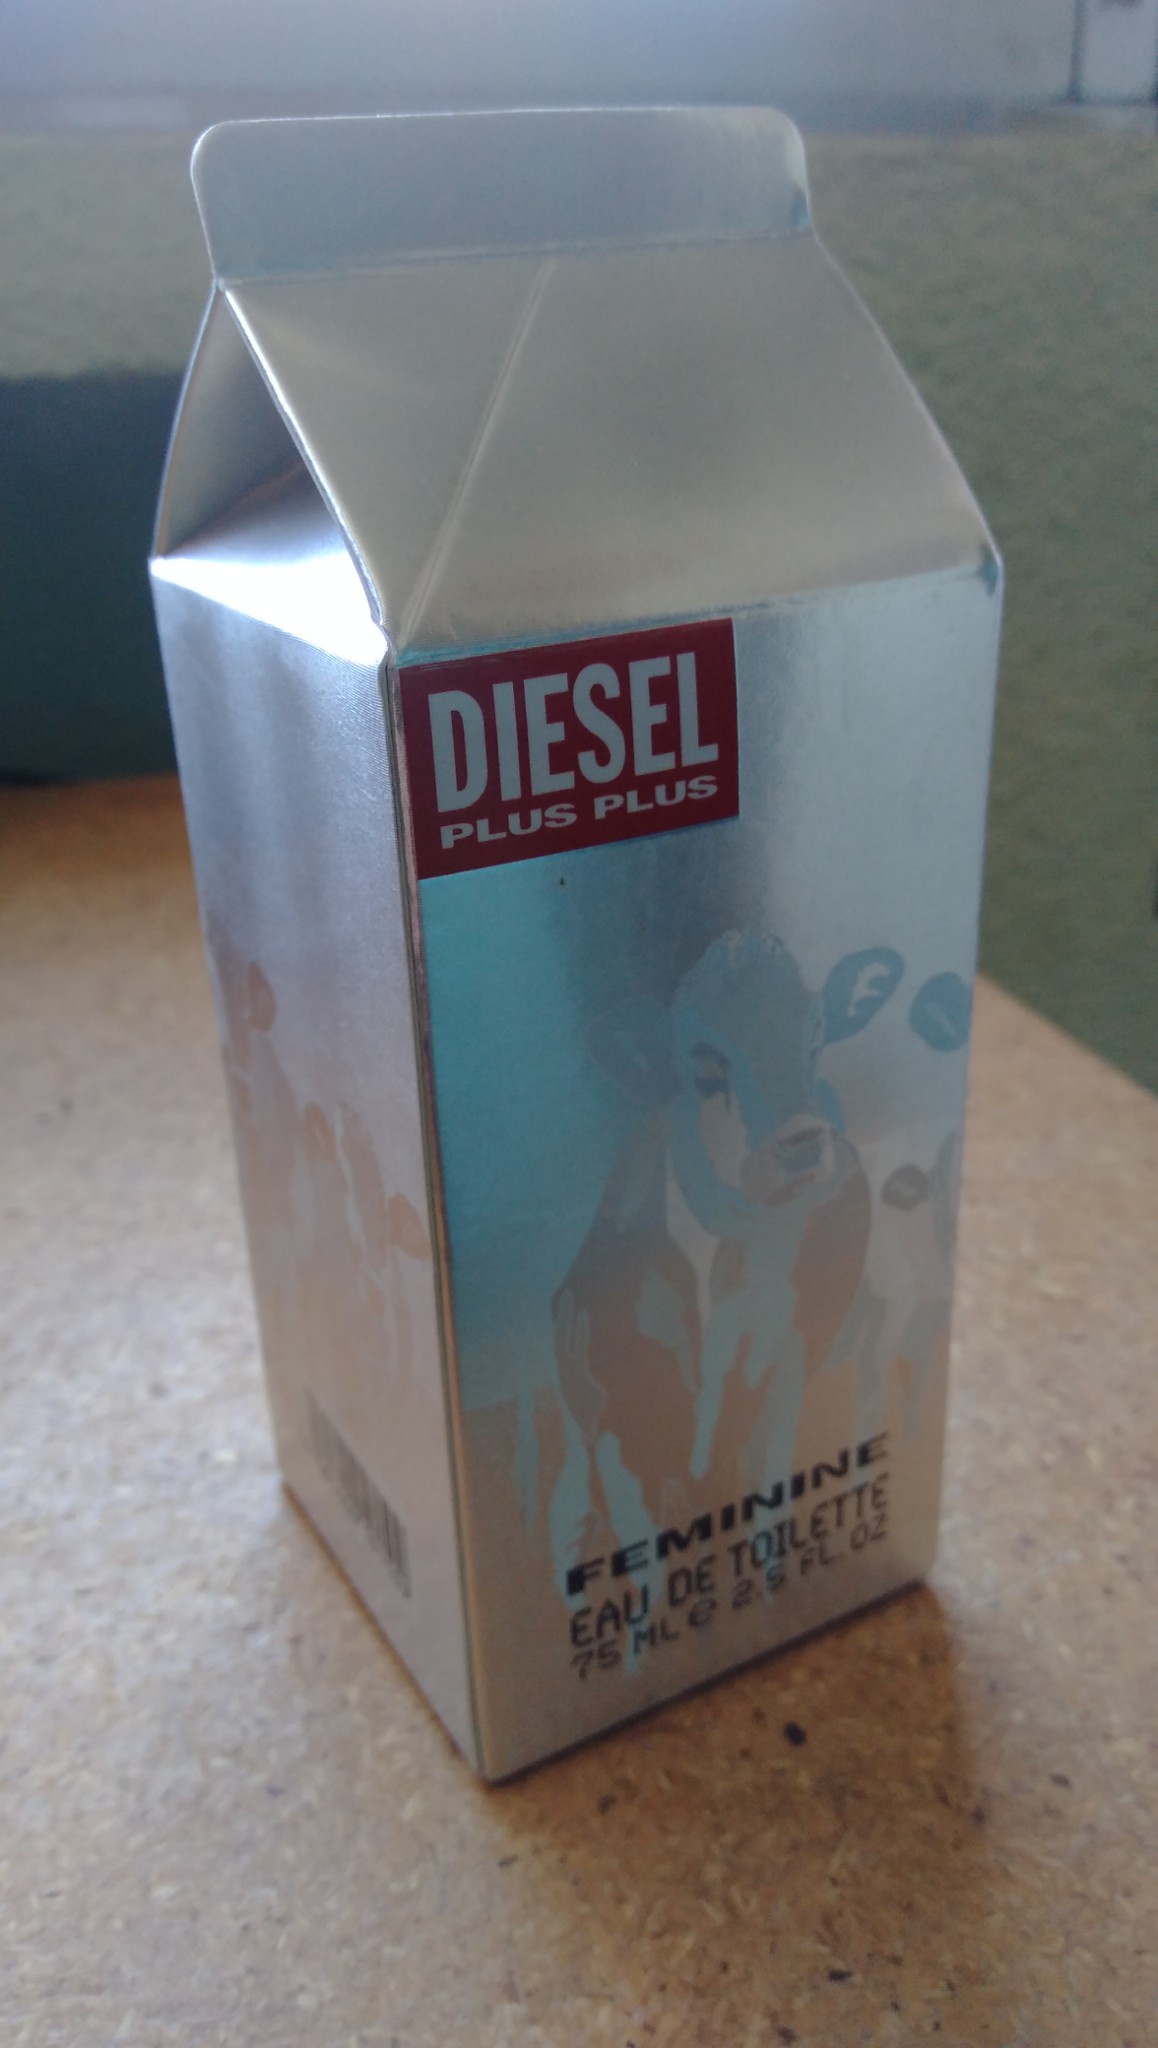 DIESEL
PLUS PLUS
FEMININE
EAU DE TOILETTE
75 ML e 2.5 FL. OZ